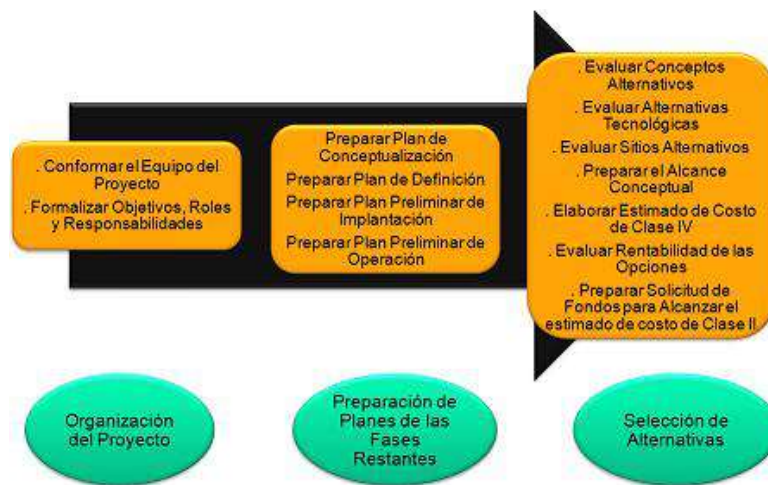 . Conformar el Equipo del
Proyecto
. Formalizar Objetivos, Roles
y Responsabilidades
Preparar Plan de
Conceptualización
Preparar Plan de Definición
Preparar Plan Preliminar de
Implantación
Preparar Plan Preliminar de
Operación
. Evaluar Conceptos
Alternativos
. Evaluar Alternativas
Tecnológicas
. Evaluar Sitios Alternativos
. Preparar el Alcance
Conceptual
. Elaborar Estimado de Costo
de Clase IV
. Evaluar Rentabilidad de las
Opciones
. Preparar Solicitud de
Fondos para Alcanzar el
estimado de costo de Clase II
Organización
del Proyecto
Preparación de
Planes de las
Fases
Restantes
Selección de
Alternativas